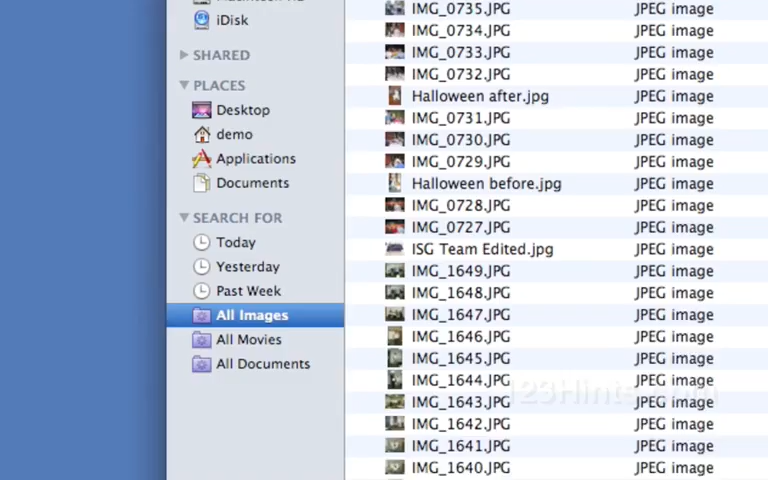 iDisk
SHARED
PLACES
Desktop
demo
Applications
Documents
SEARCH FOR
Today
Yesterday
Past Week
All Images
All Movies
All Documents
IMG_0735.JPG JPEG image
IMG_0734.JPG JPEG image
IMG_0733.JPG JPEG image
IMG_0732.JPG JPEG image
Halloween after.jpg JPEG image
IMG_0731.JPG JPEG image
IMG_0730.JPG JPEG image
IMG_0729.JPG JPEG image
Halloween before.jpg JPEG image
IMG_0728.JPG JPEG image
IMG_0727.JPG JPEG image
ISG Team Edited.jpg JPEG image
IMG_1649.JPG JPEG image
IMG_1648.JPG JPEG image
IMG_1647.JPG JPEG image
IMG_1646.JPG JPEG image
IMG_1645.JPG JPEG image
IMG_1644.JPG JPEG image
123Hints.com
IMG_1643.JPG JPEG image
IMG_1642.JPG JPEG image
IMG_1641.JPG JPEG image
IMG_1640.JPG JPEG image